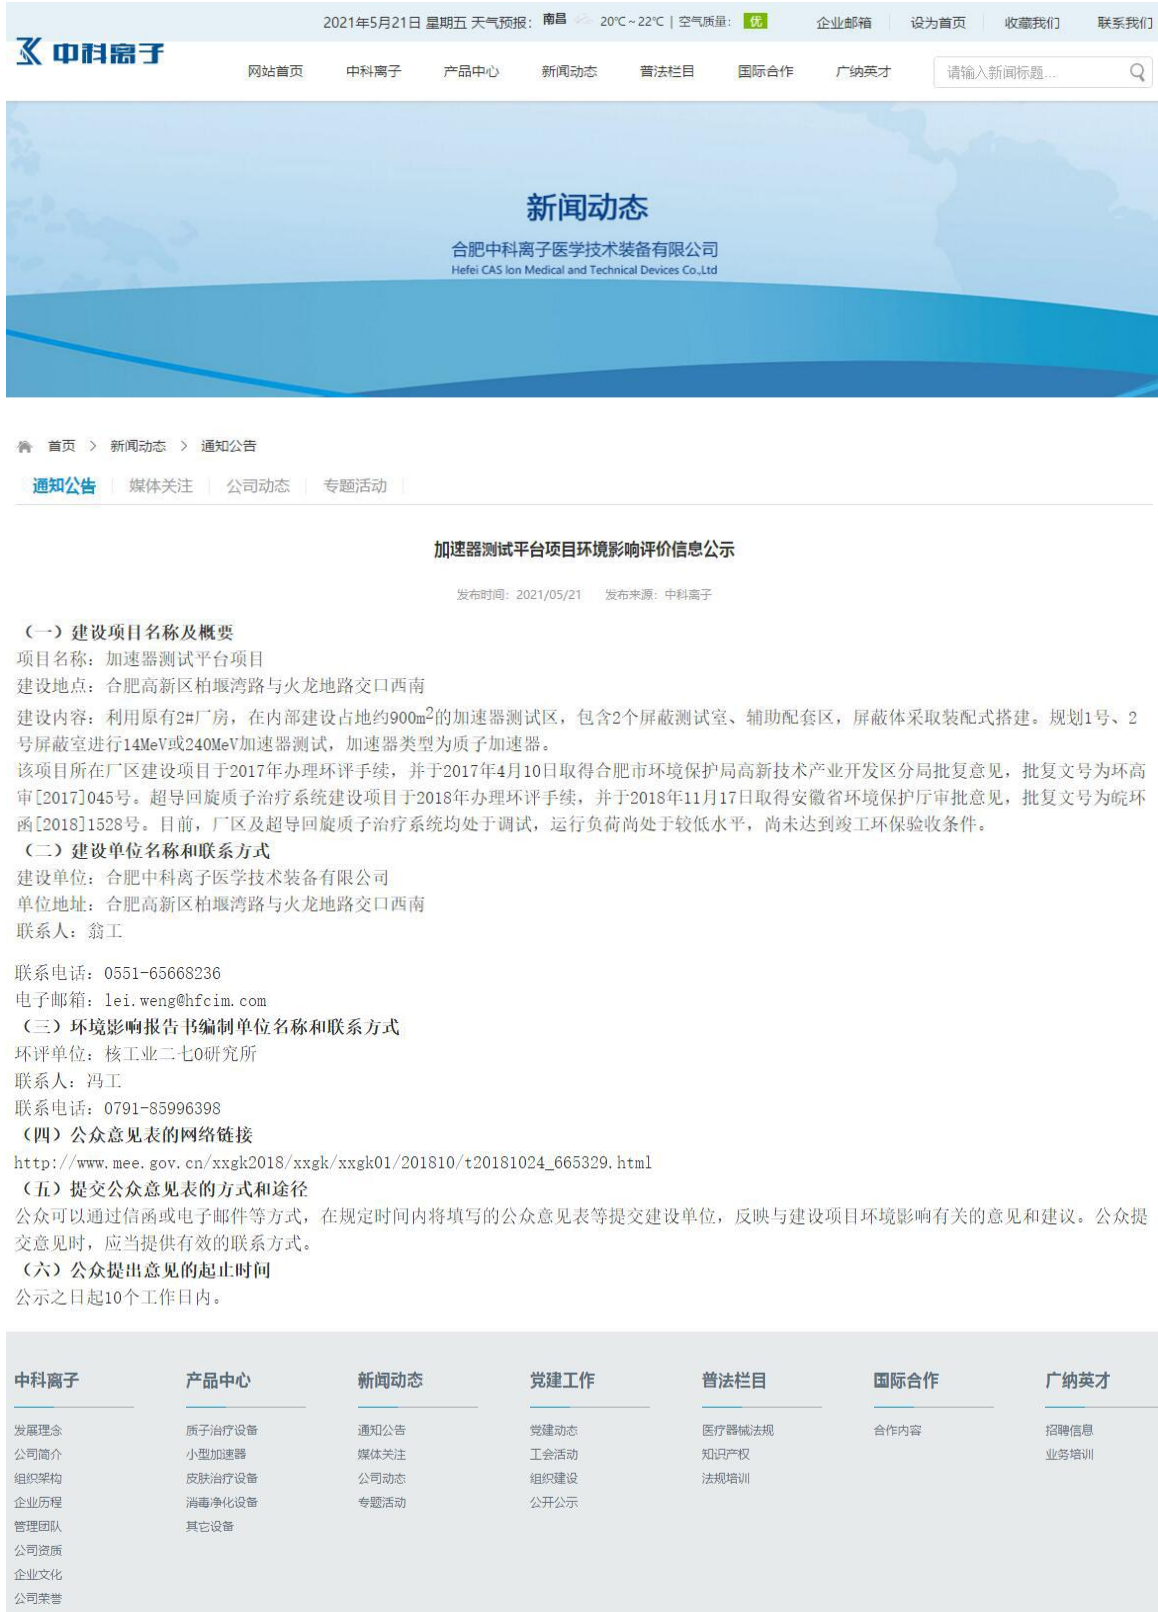 2021年5月21日 星期五 天气预报： 南昌 20℃~22℃ | 空气质量： 优 企业邮箱 设为首页 收藏我们 联系我们
中科离子
网站首页 中科离子 产品中心 新闻动态 普法栏目 国际合作 广纳英才 请输入新闻标题...
新闻动态
合肥中科离子医学技术装备有限公司
Hefei CAS Ion Medical and Technical Devices Co.,Ltd
首页 > 新闻动态 > 通知公告
通知公告 媒体关注 公司动态 专题活动
加速器测试平台项目环境影响评价信息公示
发布时间：2021/05/21 发布来源：中科离子
（一）建设项目名称及概要
项目名称：加速器测试平台项目
建设地点：合肥高新区柏堰湾路与火龙地路交口西南
建设内容：利用原有2#厂房，在内部建设占地约900m²的加速器测试区，包含2个屏蔽测试室、辅助配套区，屏蔽体采取装配式搭建。规划1号、2
号屏蔽室进行14MeV或240MeV加速器测试，加速器类型为质子加速器。
该项目所在厂区建设项目于2017年办理环评手续，并于2017年4月10日取得合肥市环境保护局高新技术产业开发区分局批复意见，批复文号为环高
审[2017]045号。超导回旋质子治疗系统建设项目于2018年办理环评手续，并于2018年11月17日取得安徽省环境保护厅审批意见，批复文号为皖环
函[2018]1528号。目前，厂区及超导回旋质子治疗系统均处于调试，运行负荷尚处于较低水平，尚未达到竣工环保验收条件。
（二）建设单位名称和联系方式
建设单位：合肥中科离子医学技术装备有限公司
单位地址：合肥高新区柏堰湾路与火龙地路交口西南
联系人：翁工
联系电话：0551-65668236
电子邮箱：lei.weng@hfcim.com
（三）环境影响报告书编制单位名称和联系方式
环评单位：核工业二七0研究所
联系人：冯工
联系电话：0791-85996398
（四）公众意见表的网络链接
http://www.mee.gov.cn/xxgk2018/xxgk/xxgk01/201810/t20181024_665329.html
（五）提交公众意见表的方式和途径
公众可以通过信函或电子邮件等方式，在规定时间内将填写的公众意见表等提交建设单位，反映与建设项目环境影响有关的意见和建议。公众提
交意见时，应当提供有效的联系方式。
（六）公众提出意见的起止时间
公示之日起10个工作日内。
中科离子 产品中心 新闻动态 党建工作 普法栏目 国际合作 广纳英才
发展理念 质子治疗设备 通知公告 党建动态 医疗器械法规 合作内容 招聘信息
公司简介 小型加速器 媒体关注 工会活动 知识产权 业务培训
组织架构 皮肤治疗设备 公司动态 组织建设 法规培训
企业历程 消毒净化设备 专题活动 公开公示
管理团队 其它设备
公司资质
企业文化
公司荣誉